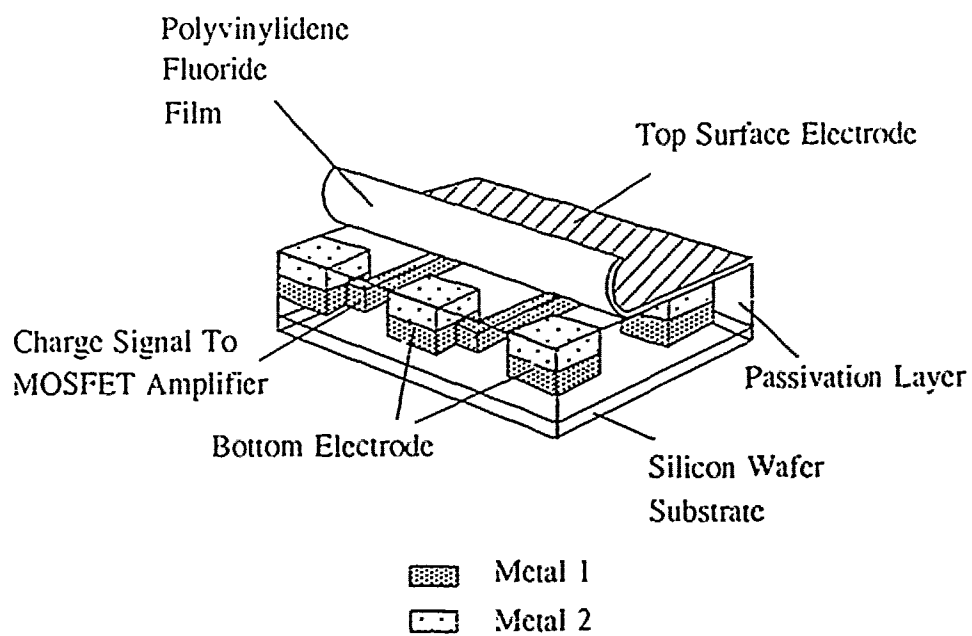 Polyvinylidene
Fluoride
Film
Top Surface Electrode
Charge Signal To
MOSFET Amplifier
Passivation Layer
Bottom Electrode
Silicon Wafer
Substrate
Metal 1
Metal 2